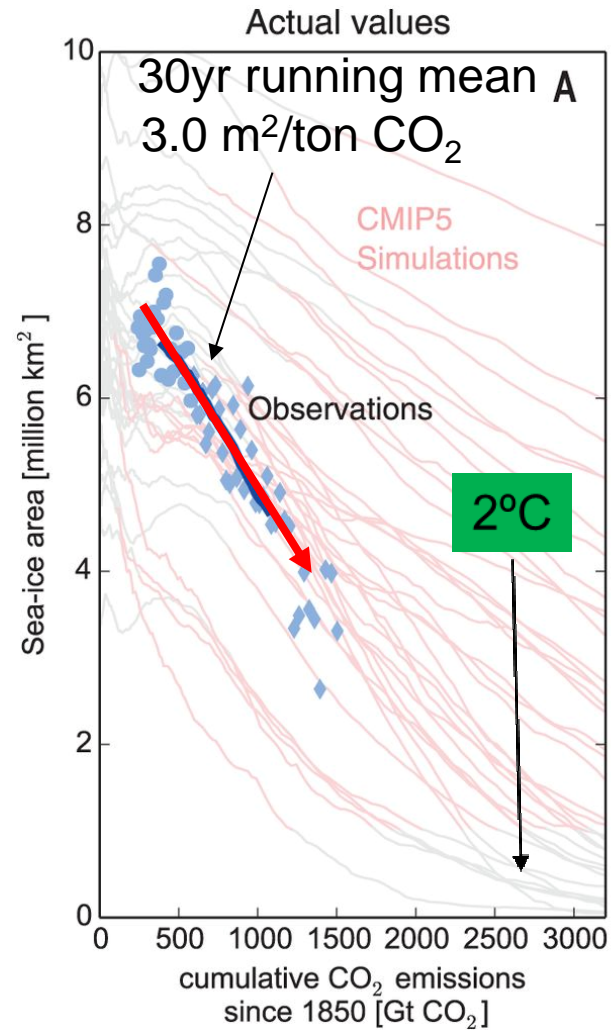 Actual values
10
30yr running mean A
3.0 m²/ton CO₂
CMIP5
Simulations
8
Sea-ice area [million km²]
6
Observations
2ºC
4
2
0
0 500 1000 1500 2000 2500 3000
cumulative CO₂ emissions
since 1850 [Gt CO₂]